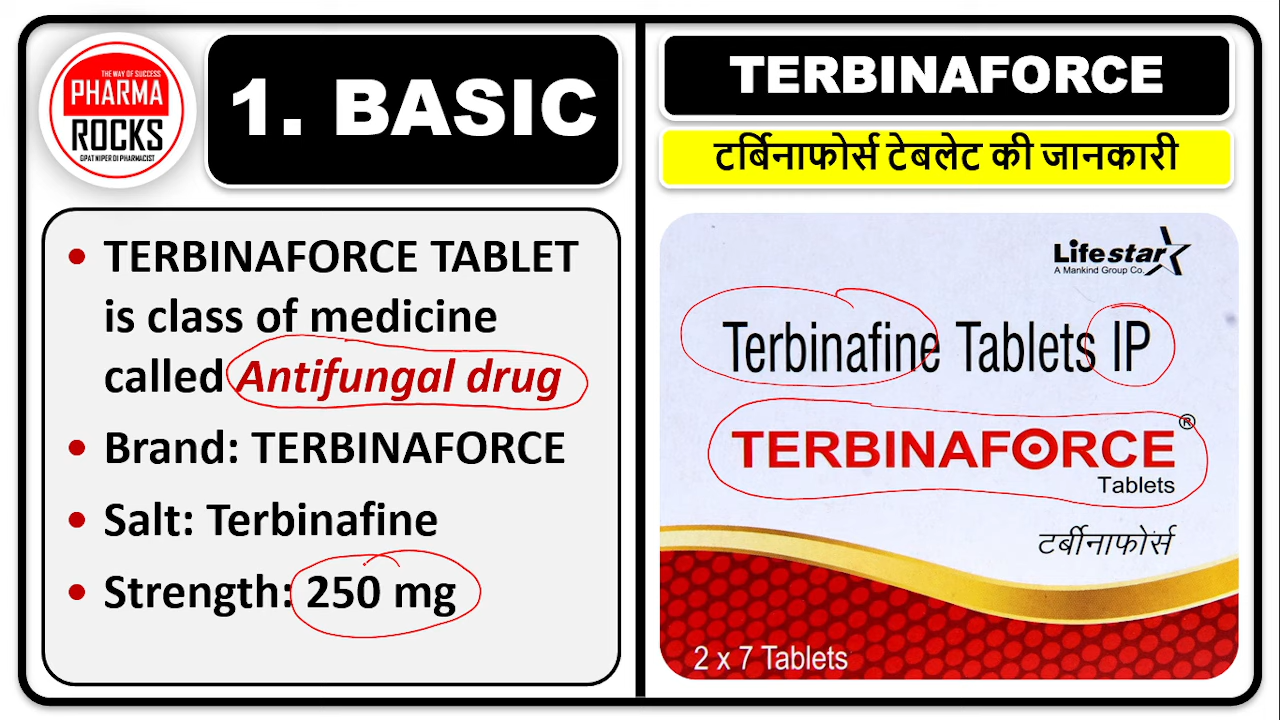 THE WAY OF SUCCESS
PHARMA
ROCKS
GPAT NIPER DI PHARMACIST
1. BASIC
• TERBINAFORCE TABLET
is class of medicine
called Antifungal drug
• Brand: TERBINAFORCE
• Salt: Terbinafine
• Strength: 250 mg
TERBINAFORCE
टर्बिनाफोर्स टेबलेट की जानकारी
Lifestar
A Mankind Group Co.
Terbinafine Tablets IP
TERBINAFORCE®
Tablets
टर्बीनाफोर्स
2 x 7 Tablets